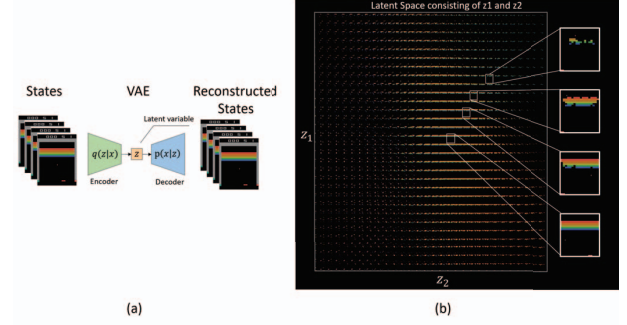 States
VAE
Reconstructed
States
Latent variable
q(z|x)
z
p(x|z)
Encoder
Decoder
(a)
Latent Space consisting of z1 and z2
Z1
Z2
(b)